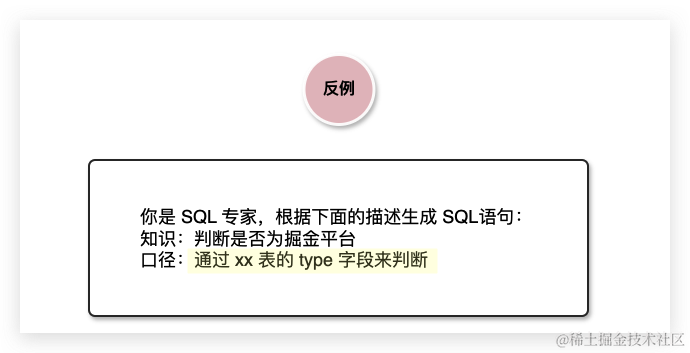 反例
你是 SQL 专家，根据下面的描述生成 SQL语句：
知识：判断是否为掘金平台
口径：通过 xx 表的 type 字段来判断
@稀土掘金技术社区